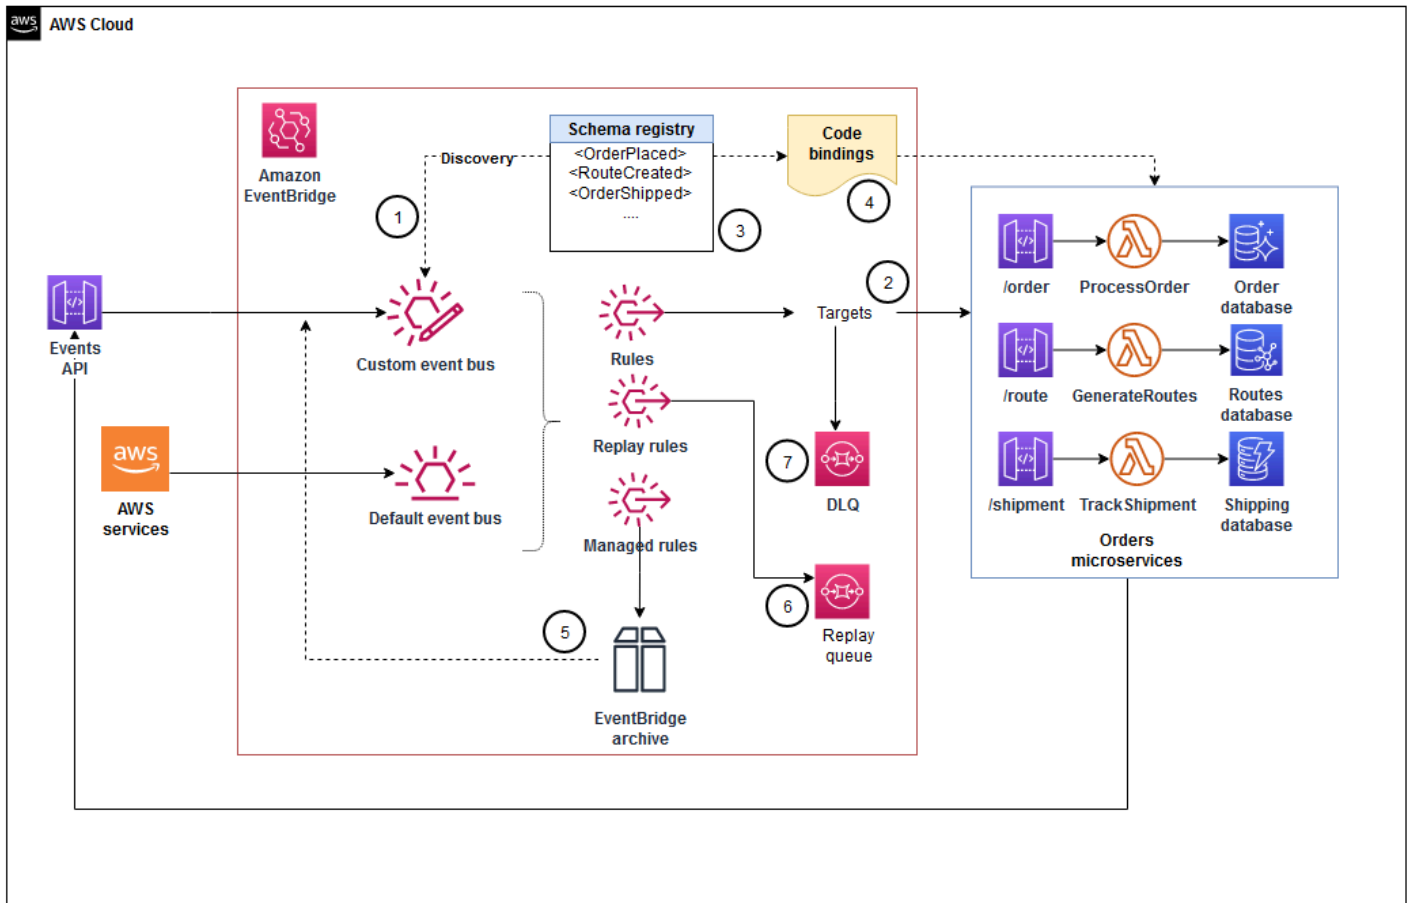 aws
AWS Cloud
Amazon
EventBridge
Discovery
1
Schema registry
<OrderPlaced>
<RouteCreated>
<OrderShipped>
....
3
Code
bindings
4
2
Events
API
Custom event bus
Rules
Targets
Replay rules
aws
AWS
services
Default event bus
Managed rules
7
DLQ
6
Replay
queue
5
EventBridge
archive
/order
ProcessOrder
Order
database
/route
GenerateRoutes
Routes
database
/shipment
TrackShipment
Shipping
database
Orders
microservices